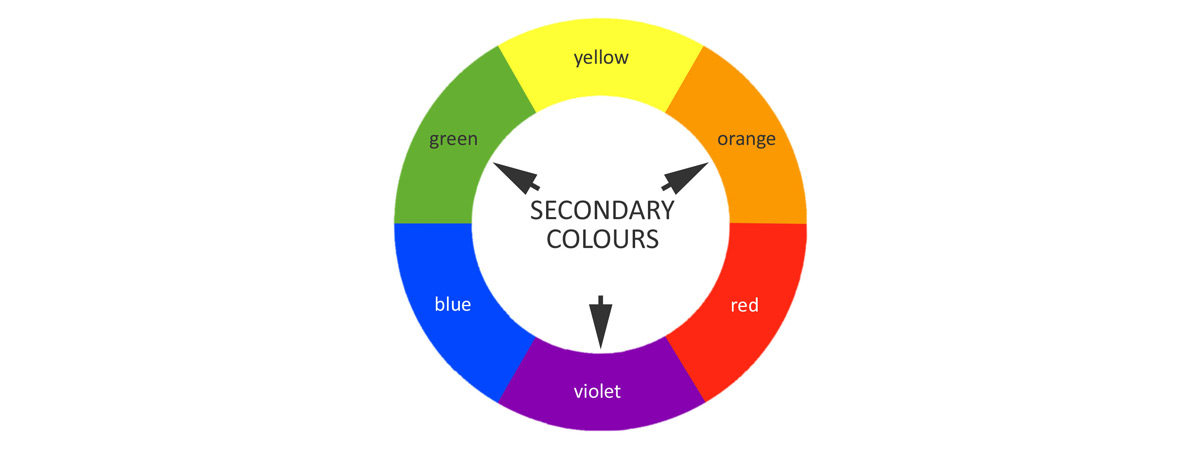 yellow
green
orange
SECONDARY
COLOURS
blue
red
violet